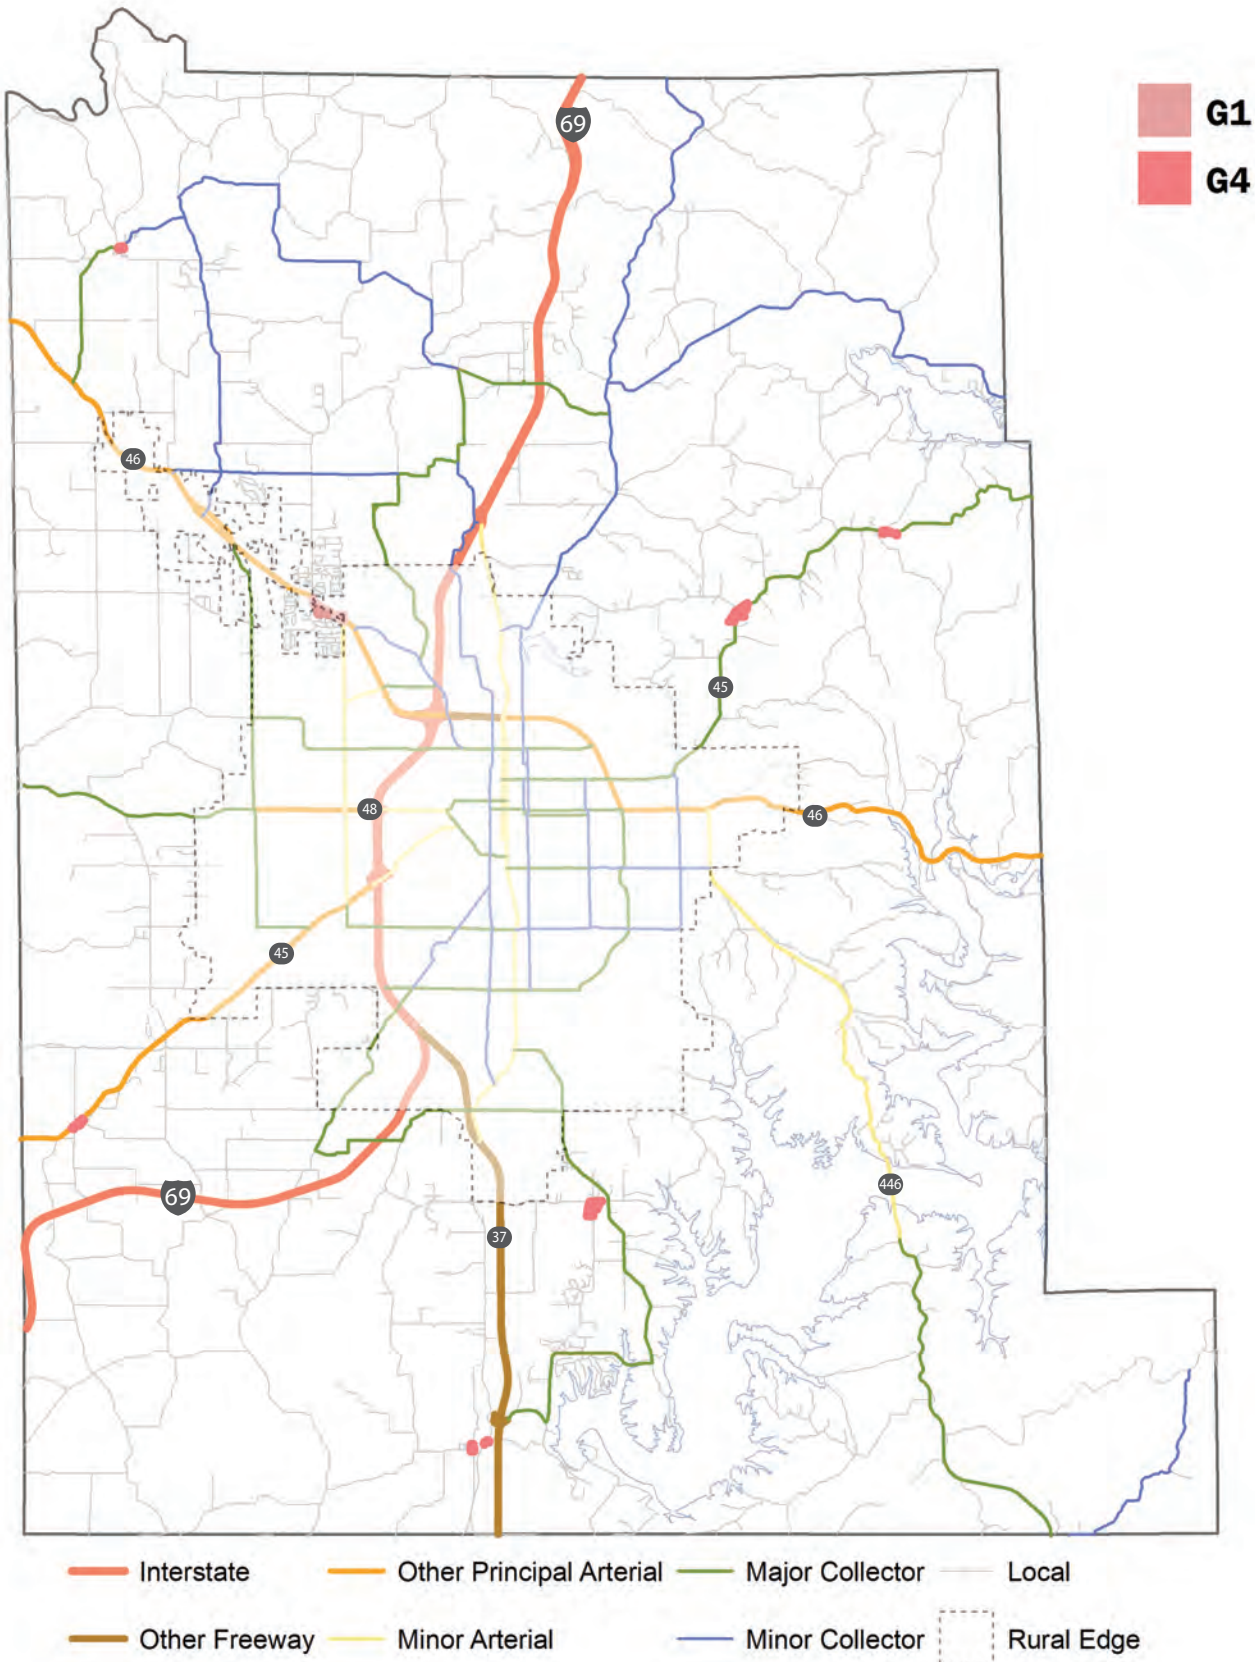 69
G1
G4
46
45
48
46
45
446
69
37
Interstate
Other Principal Arterial
Major Collector
Local
Other Freeway
Minor Arterial
Minor Collector
Rural Edge